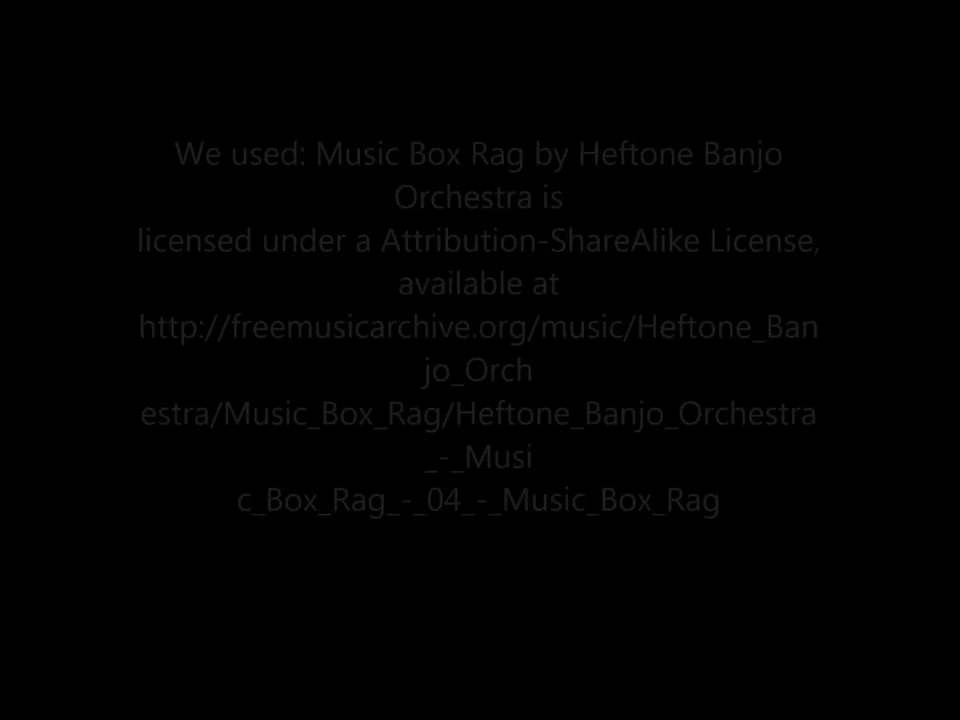 We used: Music Box Rag by Heftone Banjo
Orchestra is
licensed under a Attribution-ShareAlike License,
available at
http://freemusicarchive.org/music/Heftone_Ban
jo_Orch
estra/Music_Box_Rag/Heftone_Banjo_Orchestra
_-_Musi
c_Box_Rag_-_04_-_Music_Box_Rag